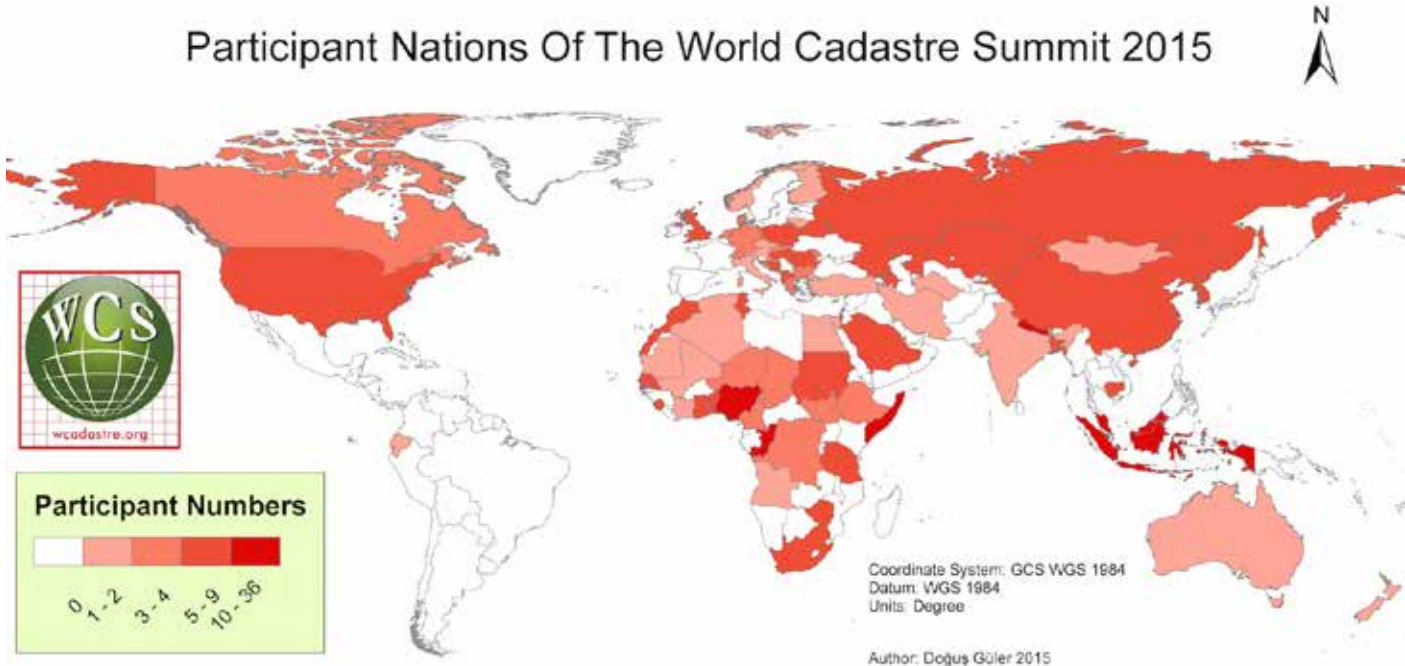 Participant Nations Of The World Cadastre Summit 2015
N
WCS
wcadastre.org
Participant Numbers
0
1 - 2
3 - 4
5 - 9
10 - 36
Coordinate System: GCS WGS 1984
Datum: WGS 1984
Units: Degree
Author: Doğuş Güler 2015